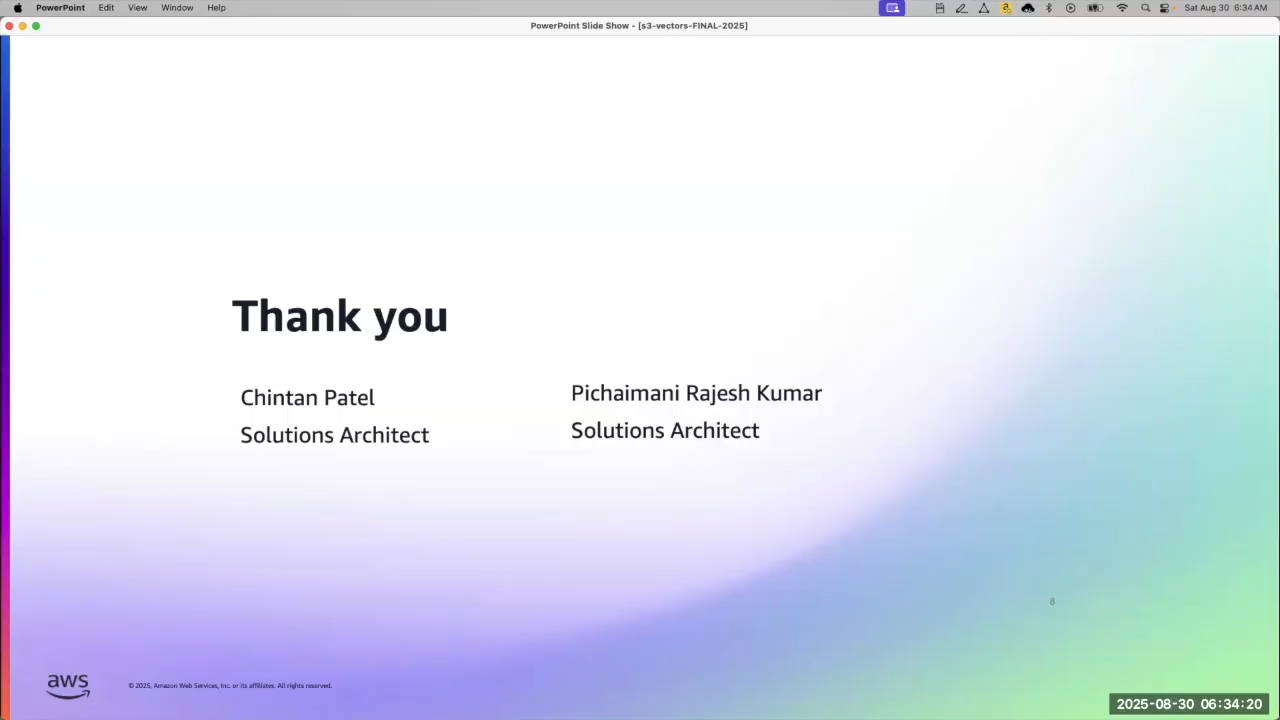 PowerPoint Edit View Window Help Sat Aug 30 6:34 AM
PowerPoint Slide Show - [s3-vectors-FINAL-2025]
Thank you
Chintan Patel
Solutions Architect
Pichaimani Rajesh Kumar
Solutions Architect
8
aws
© 2025, Amazon Web Services, Inc. or its affiliates. All rights reserved.
2025-08-30 06:34:20